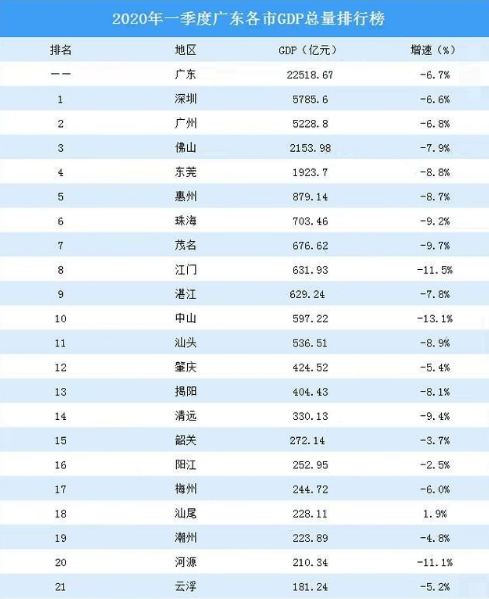 2020年一季度广东各市GDP总量排行榜
排名 地区 GDP（亿元） 增速（%）
—— 广东 22518.67 -6.7%
1 深圳 5785.6 -6.6%
2 广州 5228.8 -6.8%
3 佛山 2153.98 -7.9%
4 东莞 1923.7 -8.8%
5 惠州 879.14 -8.7%
6 珠海 703.46 -9.2%
7 茂名 676.62 -9.7%
8 江门 631.93 -11.5%
9 湛江 629.24 -7.8%
10 中山 597.22 -13.1%
11 汕头 536.51 -8.9%
12 肇庆 424.52 -5.4%
13 揭阳 404.43 -8.1%
14 清远 330.13 -9.4%
15 韶关 272.14 -3.7%
16 阳江 252.95 -2.5%
17 梅州 244.72 -6.0%
18 汕尾 228.11 1.9%
19 潮州 223.89 -4.8%
20 河源 210.34 -11.1%
21 云浮 181.24 -5.2%